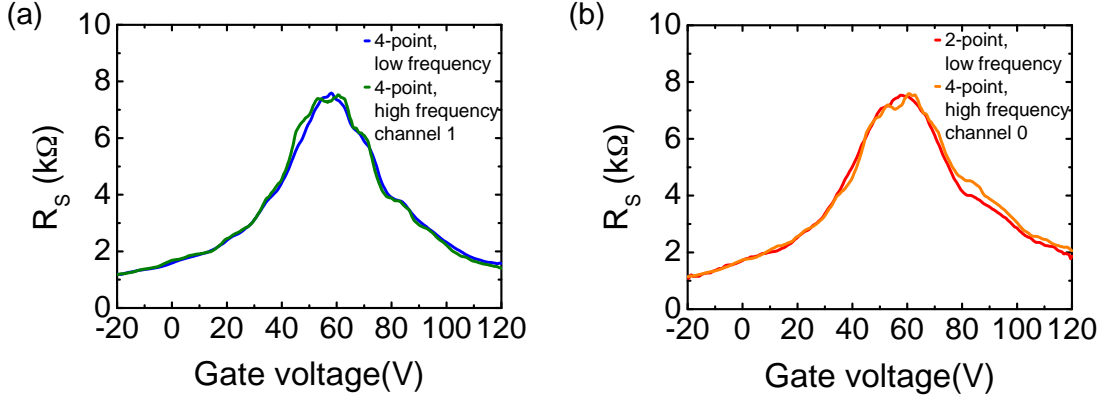 (a)
10
8
6
4
2
0
R_S (kΩ)
4-point,
low frequency
4-point,
high frequency
channel 1
-20 0 20 40 60 80 100 120
Gate voltage(V)
(b)
10
8
6
4
2
0
R_S (kΩ)
2-point,
low frequency
4-point,
high frequency
channel 0
-20 0 20 40 60 80 100 120
Gate voltage(V)